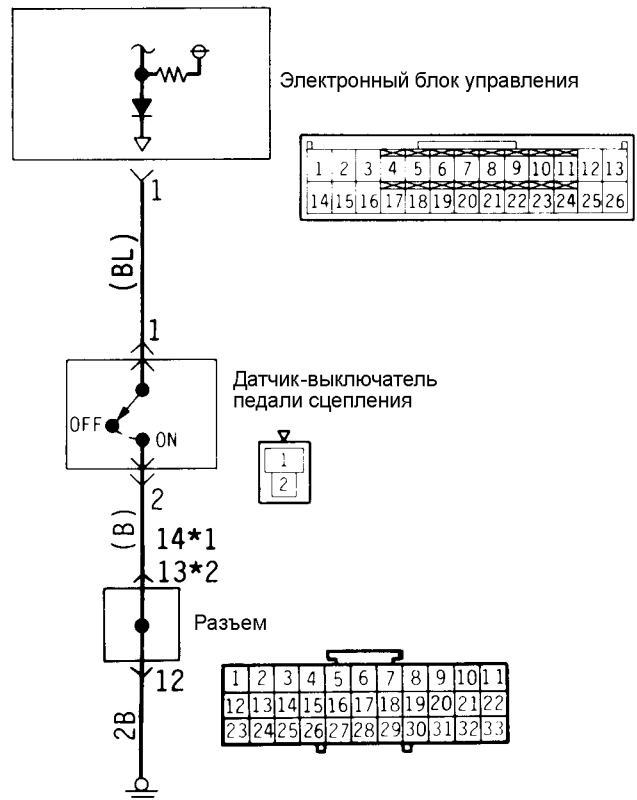 Электронный блок управления
1 2 3 4 5 6 7 8 9 10 11 12 13
14 15 16 17 18 19 20 21 22 23 24 25 26
1
(BL)
1
Датчик-выключатель
педали сцепления
OFF
ON
1
2
2
(B)
14*1
13*2
Разъем
12
2B
1 2 3 4 5 6 7 8 9 10 11
12 13 14 15 16 17 18 19 20 21 22
23 24 25 26 27 28 29 30 31 32 33